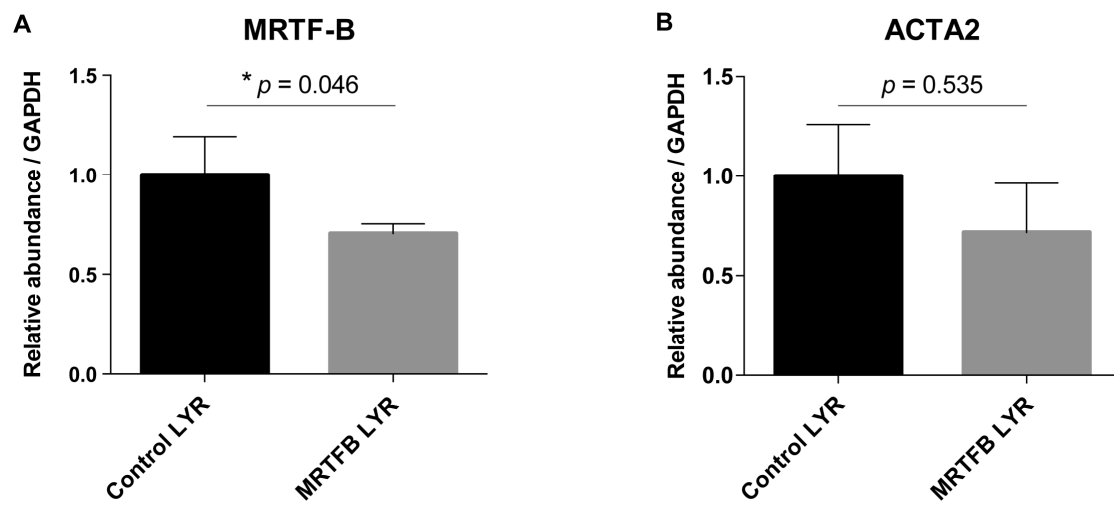 A
MRTF-B
Relative abundance / GAPDH
1.5
1.0
0.5
0.0
* p = 0.046
Control LYR
MRTFB LYR
B
ACTA2
Relative abundance / GAPDH
1.5
1.0
0.5
0.0
p = 0.535
Control LYR
MRTFB LYR